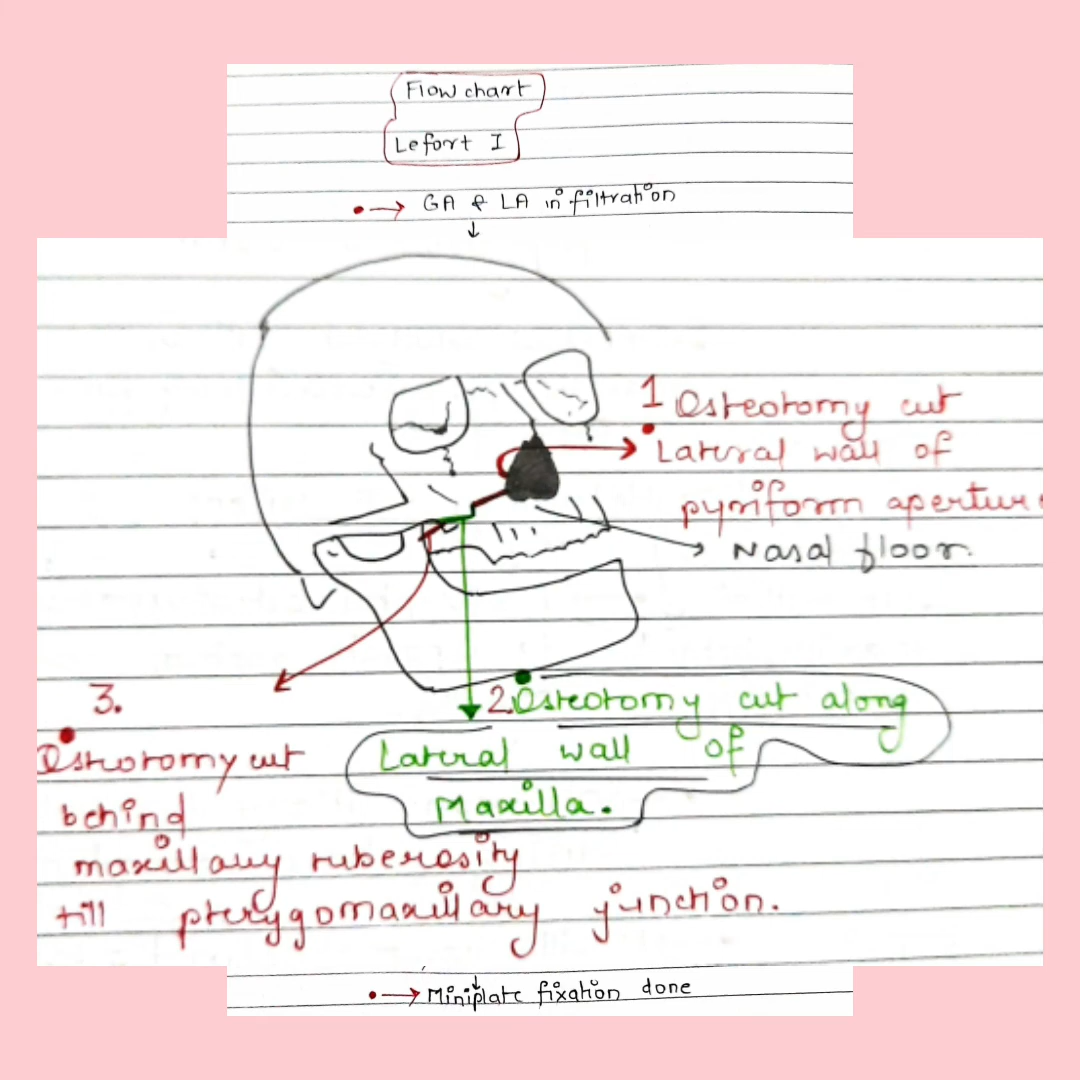 Flow chart
Lefort I
GA & LA infiltration
1 Osteotomy cut
Lateral wall of
pyriform aperture
Nasal floor.
2. Osteotomy cut along
Lateral wall of
Maxilla.
3.
Osteotomy cut
behind
maxillary tuberosity
till pterygomaxillary junction.
Miniplate fixation done